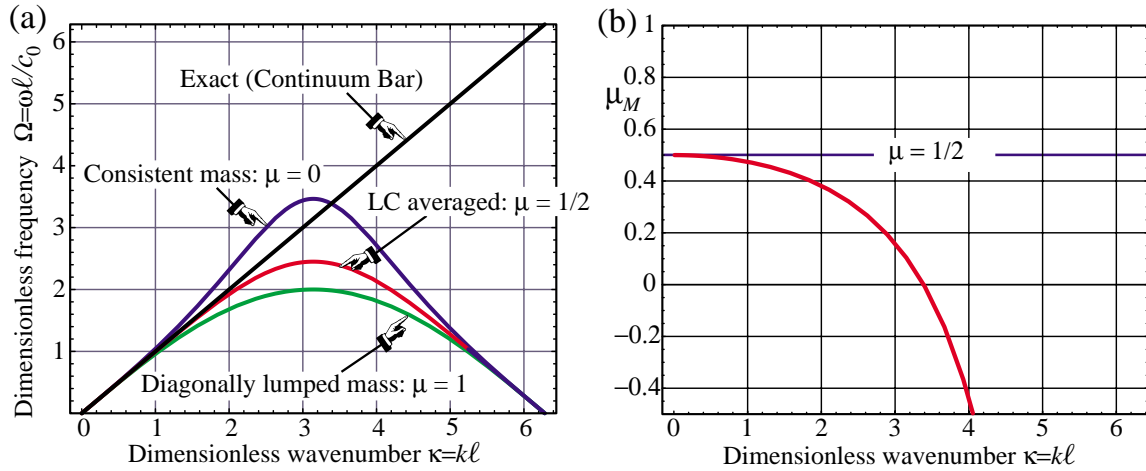 (a)
Dimensionless frequency Ω=ωℓ/c₀
6
5
4
3
2
1
Exact (Continuum Bar)
Consistent mass: μ = 0
LC averaged: μ = 1/2
Diagonally lumped mass: μ = 1
0 1 2 3 4 5 6
Dimensionless wavenumber κ=kℓ
(b)
μM
1
0.8
0.6
0.4
0.2
0
−0.2
−0.4
μ = 1/2
0 1 2 3 4 5 6
Dimensionless wavenumber κ=kℓ